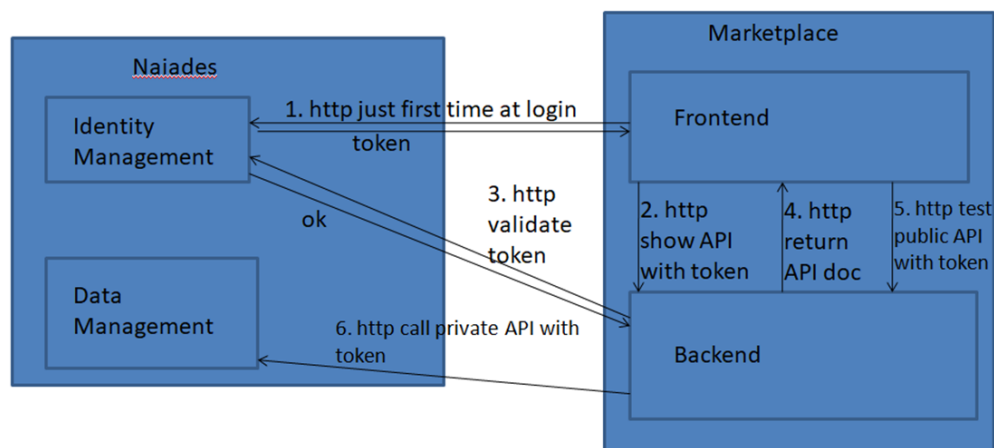 Naiades
Identity
Management
Data
Management
1. http just first time at login
token
ok
3. http
validate
token
6. http call private API with
token
Marketplace
Frontend
2. http
show API
with token
4. http
return
API doc
5. http test
public API
with token
Backend